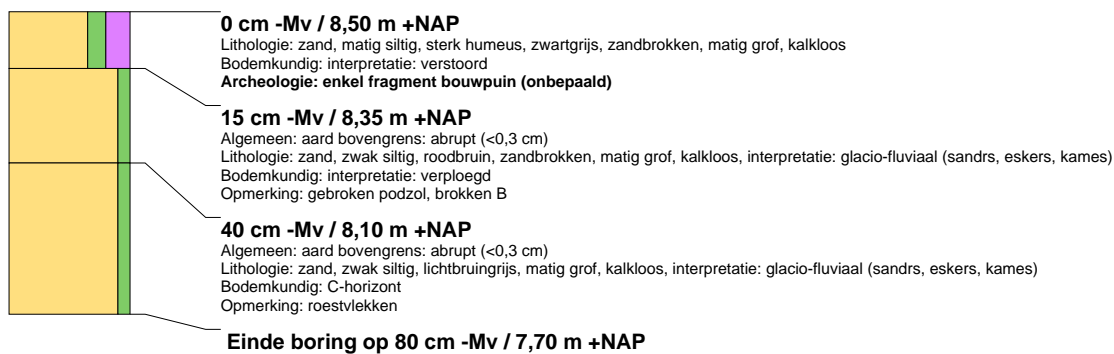 0 cm -Mv / 8,50 m +NAP
Lithologie: zand, matig siltig, sterk humeus, zwartgrijs, zandbrokken, matig grof, kalkloos
Bodemkundig: interpretatie: verstoord
Archeologie: enkel fragment bouwpuin (onbepaald)
15 cm -Mv / 8,35 m +NAP
Algemeen: aard bovengrens: abrupt (<0,3 cm)
Lithologie: zand, zwak siltig, roodbruin, zandbrokken, matig grof, kalkloos, interpretatie: glacio-fluviaal (sandrs, eskers, kames)
Bodemkundig: interpretatie: verploegd
Opmerking: gebroken podzol, brokken B
40 cm -Mv / 8,10 m +NAP
Algemeen: aard bovengrens: abrupt (<0,3 cm)
Lithologie: zand, zwak siltig, lichtbruingrijs, matig grof, kalkloos, interpretatie: glacio-fluviaal (sandrs, eskers, kames)
Bodemkundig: C-horizont
Opmerking: roestvlekken
Einde boring op 80 cm -Mv / 7,70 m +NAP